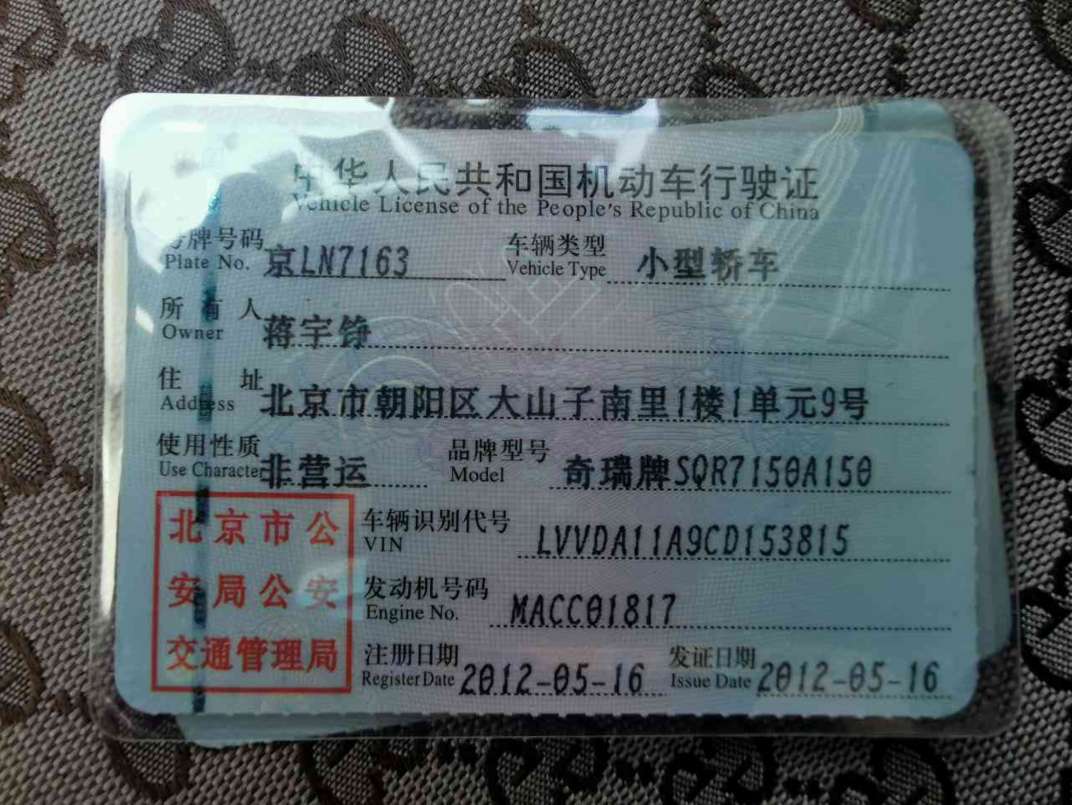 中华人民共和国机动车行驶证
Vehicle License of the People's Republic of China
号牌号码 京LN7163 车辆类型 小型轿车
Plate No. Vehicle Type
所有人 蒋宇铮
Owner
住址 北京市朝阳区大山子南里1楼1单元9号
Address
使用性质 非营运 品牌型号 奇瑞牌SQR7150A150
Use Character Model
北京市公
安局公安
交通管理局
车辆识别代号 LVVDA11A9CD153815
VIN
发动机号码 MACC01817
Engine No.
注册日期 2012-05-16 发证日期 2012-05-16
Register Date Issue Date